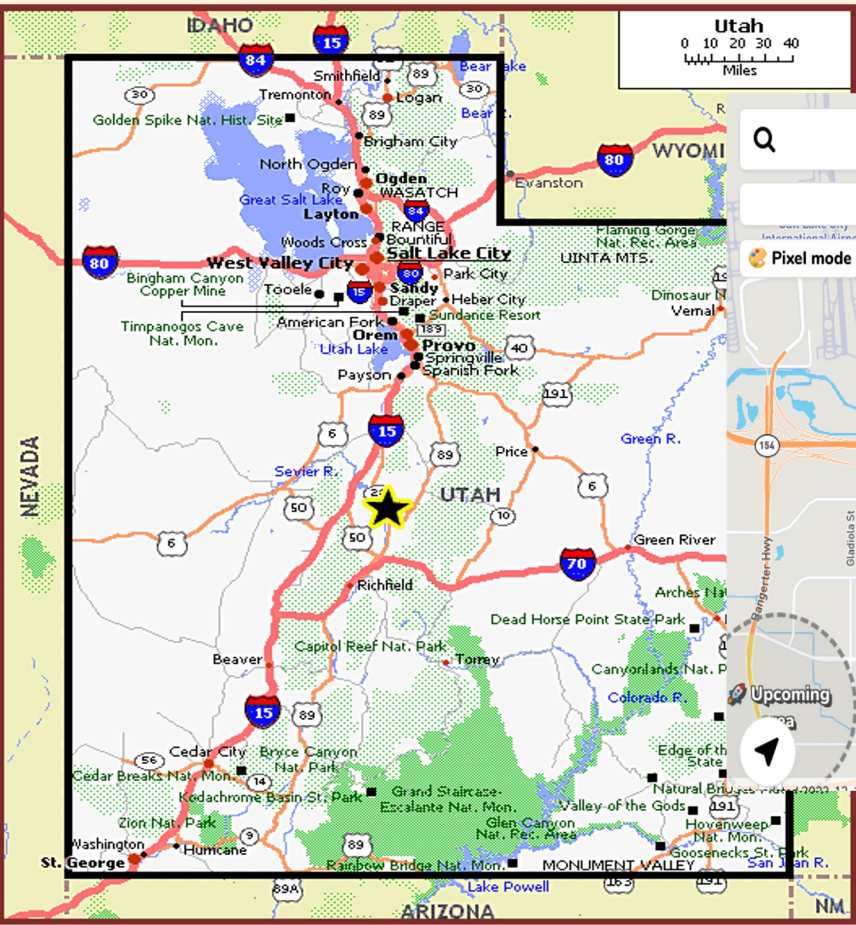 IDAHO
15
84
Utah
0 10 20 30 40
Miles
Smithfield
89
Bear Lake
30
Tremonton
Logan
30
Bear R.
89
Golden Spike Nat. Hist. Site
Brigham City
WYOMI
80
North Ogden
Ogden
Evanston
Roy
WASATCH
Great Salt Lake
84
Layton
RANGE
Flaming Gorge
Nat. Rec. Area
Woods Cross
Bountiful
Salt Lake City
UINTA MTS.
Pixel mode
80
West Valley City
80
Park City
Bingham Canyon
Copper Mine
Tooele
15
Sandy
Draper
Heber City
Dinosaur N
Vernal
Timpanogos Cave
Nat. Mon.
American Fork
Sundance Resort
189
Orem
Utah Lake
Provo
40
Springville
Spanish Fork
Payson
191
6
15
Green R.
89
154
Price
NEVADA
Sevier R.
6
UTAH
50
10
50
6
Green River
Gladiola St
70
Bangerter Hwy
Richfield
Arches Nat
Dead Horse Point State Park
Capitol Reef Nat. Park
Beaver
Torrey
Canyonlands Nat. P
Colorado R.
Upcoming
15
89
Cedar City
56
Bryce Canyon
Nat. Park
Edge of th
State
Cedar Breaks Nat. Mon.
14
Natural Bridges
Kodachrome Basin St. Park
Grand Staircase-
Escalante Nat. Mon.
Valley of the Gods
191
Zion Nat. Park
Glen Canyon
Nat. Rec. Area
Hovenweep
Nat. Mon.
9
Washington
Hurricane
89
Goosenecks St. Park
St. George
Rainbow Bridge Nat. Mon.
MONUMENT VALLEY
San Juan R.
89A
Lake Powell
163
191
ARIZONA
NM